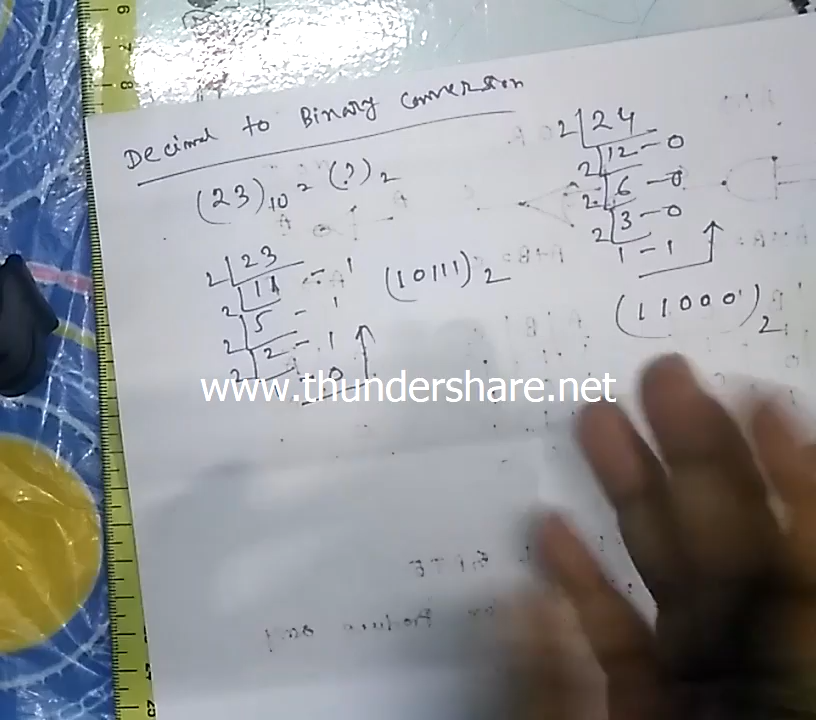 Decimal to Binary Conversion
(23)10 = (?)2
2 | 23
2 | 11 - 1
2 | 5 - 1
2 | 2 - 1
1 - 0
(10111)2
2 | 24
2 | 12 - 0
2 | 6 - 0
2 | 3 - 0
1 - 1
(11000)2
www.thundershare.net